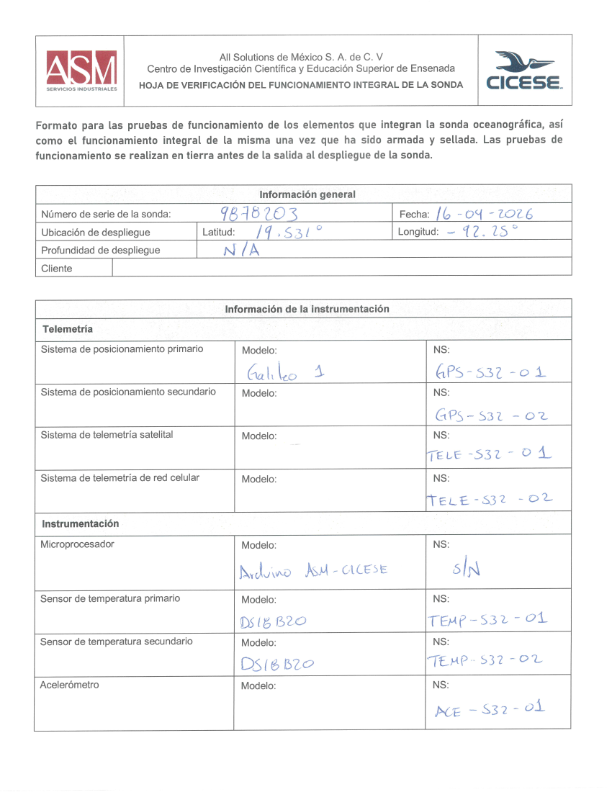 ASM
SERVICIOS INDUSTRIALES
All Solutions de México S. A. de C. V
Centro de Investigación Científica y Educación Superior de Ensenada
HOJA DE VERIFICACIÓN DEL FUNCIONAMIENTO INTEGRAL DE LA SONDA
CICESE
Formato para las pruebas de funcionamiento de los elementos que integran la sonda oceanográfica, así
como el funcionamiento integral de la misma una vez que ha sido armada y sellada. Las pruebas de
funcionamiento se realizan en tierra antes de la salida al despliegue de la sonda.
Información general
Número de serie de la sonda: 9878203 Fecha: 16-04-2026
Ubicación de despliegue Latitud: 19.531° Longitud: -92.25°
Profundidad de despliegue N/A
Cliente
Información de la instrumentación
Telemetría
Sistema de posicionamiento primario Modelo: NS:
Galileo 1 GPS-S32-01
Sistema de posicionamiento secundario Modelo: NS:
GPS-S32-02
Sistema de telemetría satelital Modelo: NS:
TELE-S32-01
Sistema de telemetría de red celular Modelo: NS:
TELE-S32-02
Instrumentación
Microprocesador Modelo: NS:
Arduino ASM-CICESE S/N
Sensor de temperatura primario Modelo: NS:
DS18B20 TEMP-S32-01
Sensor de temperatura secundario Modelo: NS:
DS18B20 TEMP-S32-02
Acelerómetro Modelo: NS:
ACE-S32-01